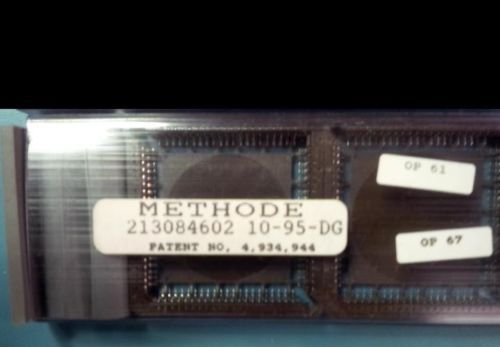 METHODE
213084602 10-95-DG
PATENT NO, 4,934,944
OP 61
OP 67